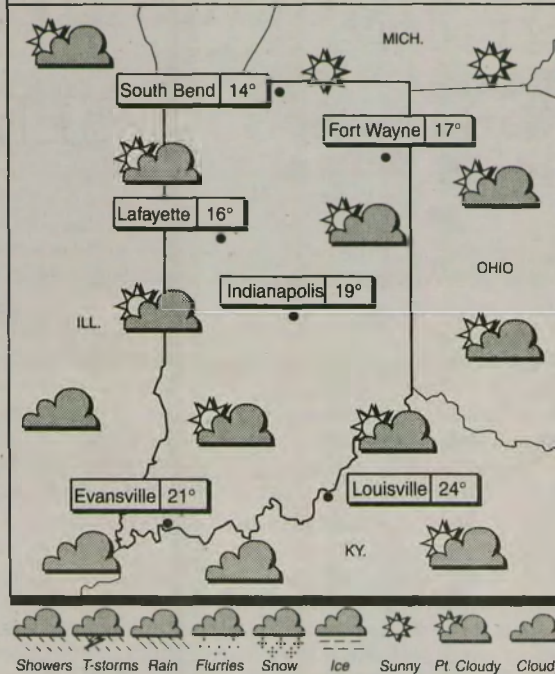 MICH.
South Bend 14°
Fort Wayne 17°
Lafayette 16°
OHIO
Indianapolis 19°
ILL.
Evansville 21°
Louisville 24°
KY.
Showers T-storms Rain Flurries Snow Ice Sunny Pt. Cloudy Cloud